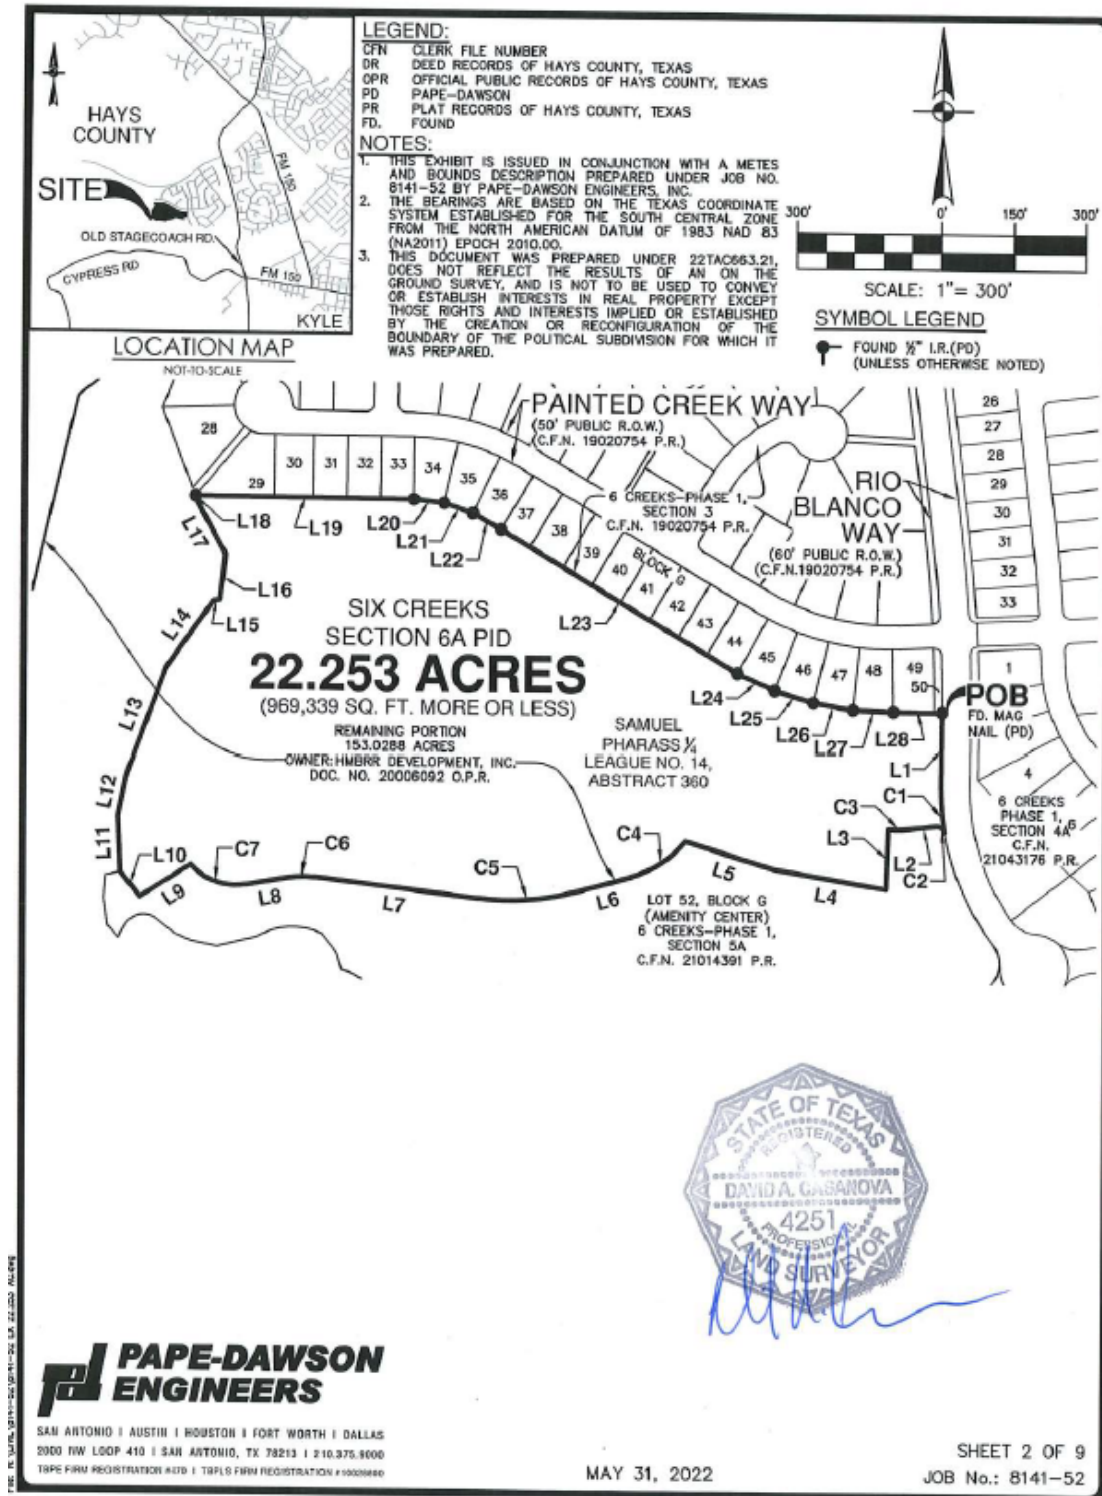 HAYS
COUNTY
SITE
FM 150
OLD STAGECOACH RD.
CYPRESS RD
FM 150
KYLE
LOCATION MAP
NOT-TO-SCALE
LEGEND:
CFN CLERK FILE NUMBER
DR DEED RECORDS OF HAYS COUNTY, TEXAS
OPR OFFICIAL PUBLIC RECORDS OF HAYS COUNTY, TEXAS
PD PAPE-DAWSON
PR PLAT RECORDS OF HAYS COUNTY, TEXAS
FD. FOUND
NOTES:
1. THIS EXHIBIT IS ISSUED IN CONJUNCTION WITH A METES
AND BOUNDS DESCRIPTION PREPARED UNDER JOB NO.
8141-52 BY PAPE-DAWSON ENGINEERS, INC.
2. THE BEARINGS ARE BASED ON THE TEXAS COORDINATE
SYSTEM ESTABLISHED FOR THE SOUTH CENTRAL ZONE
FROM THE NORTH AMERICAN DATUM OF 1983 NAD 83
(NA2011) EPOCH 2010.00.
3. THIS DOCUMENT WAS PREPARED UNDER 22TAC663.21,
DOES NOT REFLECT THE RESULTS OF AN ON THE
GROUND SURVEY, AND IS NOT TO BE USED TO CONVEY
OR ESTABLISH INTERESTS IN REAL PROPERTY EXCEPT
THOSE RIGHTS AND INTERESTS IMPLIED OR ESTABLISHED
BY THE CREATION OR RECONFIGURATION OF THE
BOUNDARY OF THE POLITICAL SUBDIVISION FOR WHICH IT
WAS PREPARED.
300' 0' 150' 300'
SCALE: 1"= 300'
SYMBOL LEGEND
FOUND ½" I.R.(PD)
(UNLESS OTHERWISE NOTED)
PAINTED CREEK WAY
(50' PUBLIC R.O.W.)
(C.F.N. 19020754 P.R.)
6 CREEKS-PHASE 1,
SECTION 3
C.F.N. 19020754 P.R.
RIO
BLANCO
WAY
(60' PUBLIC R.O.W.)
(C.F.N.19020754 P.R.)
26
27
28
29
30
31
32
33
1
4
6
28
29
30
31
32
33
34
35
36
37
38
39
40
41
42
43
44
45
46
47
48
49
50
BLOCK G
L17
L18
L19
L20
L21
L22
L23
L24
L25
L26
L27
L28
L16
L15
L14
L13
L12
L11
L10
L9
C7
L8
C6
L7
C5
L6
C4
L5
L4
L3
C3
L2
C2
C1
L1
SIX CREEKS
SECTION 6A PID
22.253 ACRES
(969,339 SQ. FT. MORE OR LESS)
REMAINING PORTION
153.0288 ACRES
OWNER:HMBRR DEVELOPMENT, INC.
DOC. NO. 20006092 O.P.R.
SAMUEL
PHARASS ¼
LEAGUE NO. 14,
ABSTRACT 360
POB
FD. MAG
NAIL (PD)
6 CREEKS
PHASE 1,
SECTION 4A
C.F.N.
21043176 P.R.
LOT 52, BLOCK G
(AMENITY CENTER)
6 CREEKS-PHASE 1,
SECTION 5A
C.F.N. 21014391 P.R.
STATE OF TEXAS
REGISTERED
DAVID A. CASANOVA
4251
PROFESSIONAL
LAND SURVEYOR
pd PAPE-DAWSON
ENGINEERS
SAN ANTONIO I AUSTIN I HOUSTON I FORT WORTH I DALLAS
2000 NW LOOP 410 I SAN ANTONIO, TX 78213 I 210.375.9000
TBPE FIRM REGISTRATION #470 I TBPLS FIRM REGISTRATION #10028800
MAY 31, 2022
SHEET 2 OF 9
JOB No.: 8141-52